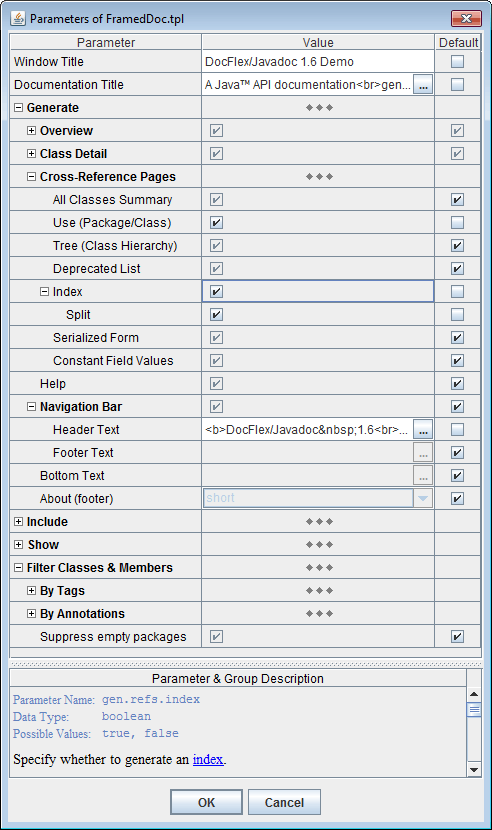 Parameters of FramedDoc.tpl
Parameter Value Default
Window Title DocFlex/Javadoc 1.6 Demo
Documentation Title A Java™ API documentation<br>gen... ...
Generate
Overview
Class Detail
Cross-Reference Pages
All Classes Summary
Use (Package/Class)
Tree (Class Hierarchy)
Deprecated List
Index
Split
Serialized Form
Constant Field Values
Help
Navigation Bar
Header Text <b>DocFlex/Javadoc&nbsp;1.6<br>... ...
Footer Text ...
Bottom Text ...
About (footer) short
Include
Show
Filter Classes & Members
By Tags
By Annotations
Suppress empty packages
Parameter & Group Description
Parameter Name: gen.refs.index
Data Type: boolean
Possible Values: true, false
Specify whether to generate an index.
OK Cancel